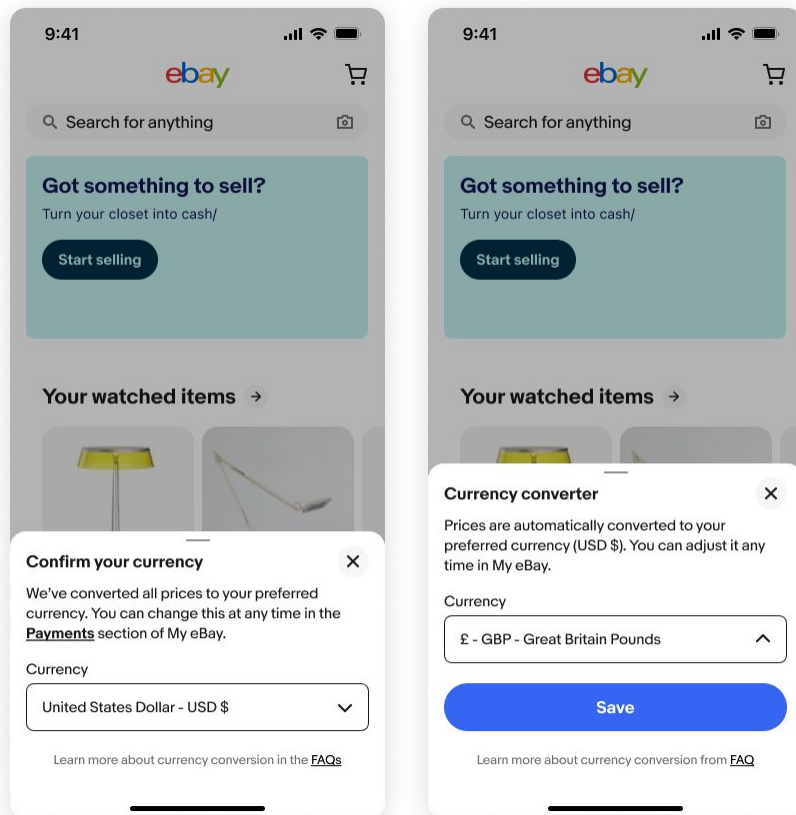 9:41
ebay
Search for anything
Got something to sell?
Turn your closet into cash/
Start selling
Your watched items
Confirm your currency
We've converted all prices to your preferred
currency. You can change this at any time in the
Payments section of My eBay.
Currency
United States Dollar - USD $
Learn more about currency conversion in the FAQs
9:41
ebay
Search for anything
Got something to sell?
Turn your closet into cash/
Start selling
Your watched items
Currency converter
Prices are automatically converted to your
preferred currency (USD $). You can adjust it any
time in My eBay.
Currency
£ - GBP - Great Britain Pounds
Save
Learn more about currency conversion from FAQ